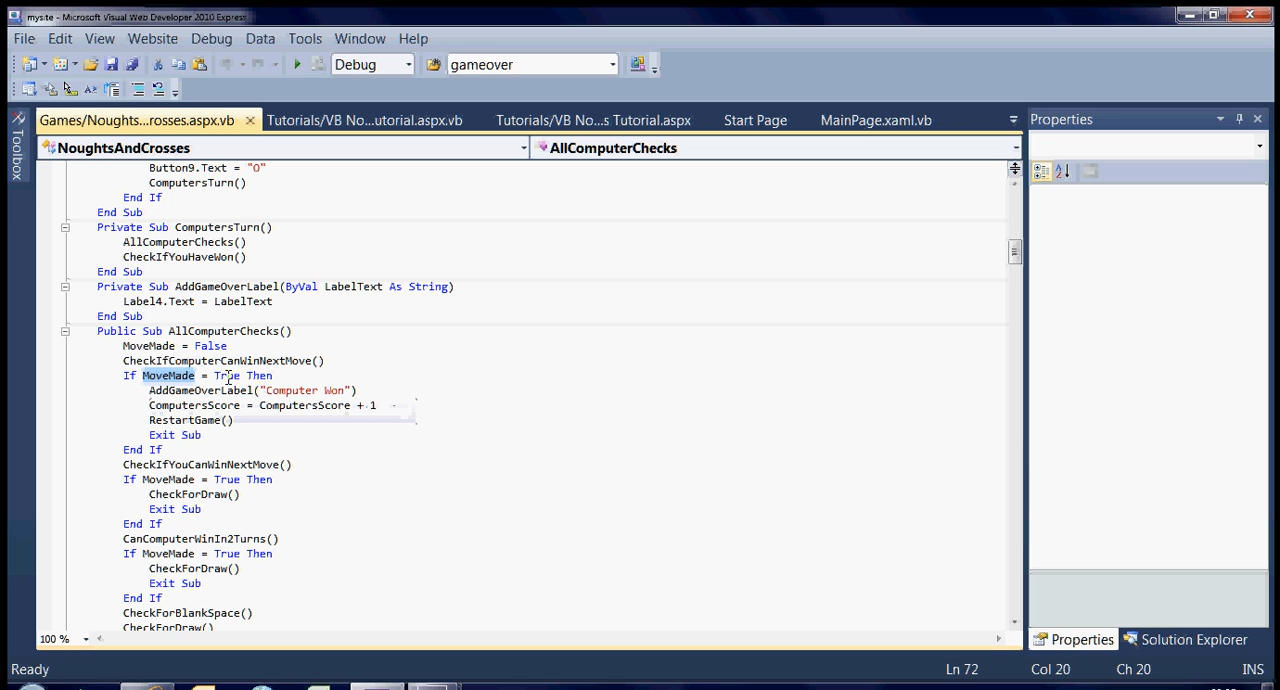 mysite - Microsoft Visual Web Developer 2010 Express
File Edit View Website Debug Data Tools Window Help
Debug gameover
Games/Noughts...rosses.aspx.vb Tutorials/VB No...utorial.aspx.vb Tutorials/VB No...s Tutorial.aspx Start Page MainPage.xaml.vb
Properties
NoughtsAndCrosses AllComputerChecks
Toolbox
Button9.Text = "O"
ComputersTurn()
End If
End Sub
Private Sub ComputersTurn()
AllComputerChecks()
CheckIfYouHaveWon()
End Sub
Private Sub AddGameOverLabel(ByVal LabelText As String)
Label4.Text = LabelText
End Sub
Public Sub AllComputerChecks()
MoveMade = False
CheckIfComputerCanWinNextMove()
If MoveMade = True Then
AddGameOverLabel("Computer Won")
ComputersScore = ComputersScore + 1
RestartGame()
Exit Sub
End If
CheckIfYouCanWinNextMove()
If MoveMade = True Then
CheckForDraw()
Exit Sub
End If
CanComputerWinIn2Turns()
If MoveMade = True Then
CheckForDraw()
Exit Sub
End If
CheckForBlankSpace()
CheckForDraw()
100 %
Properties Solution Explorer
Ready Ln 72 Col 20 Ch 20 INS